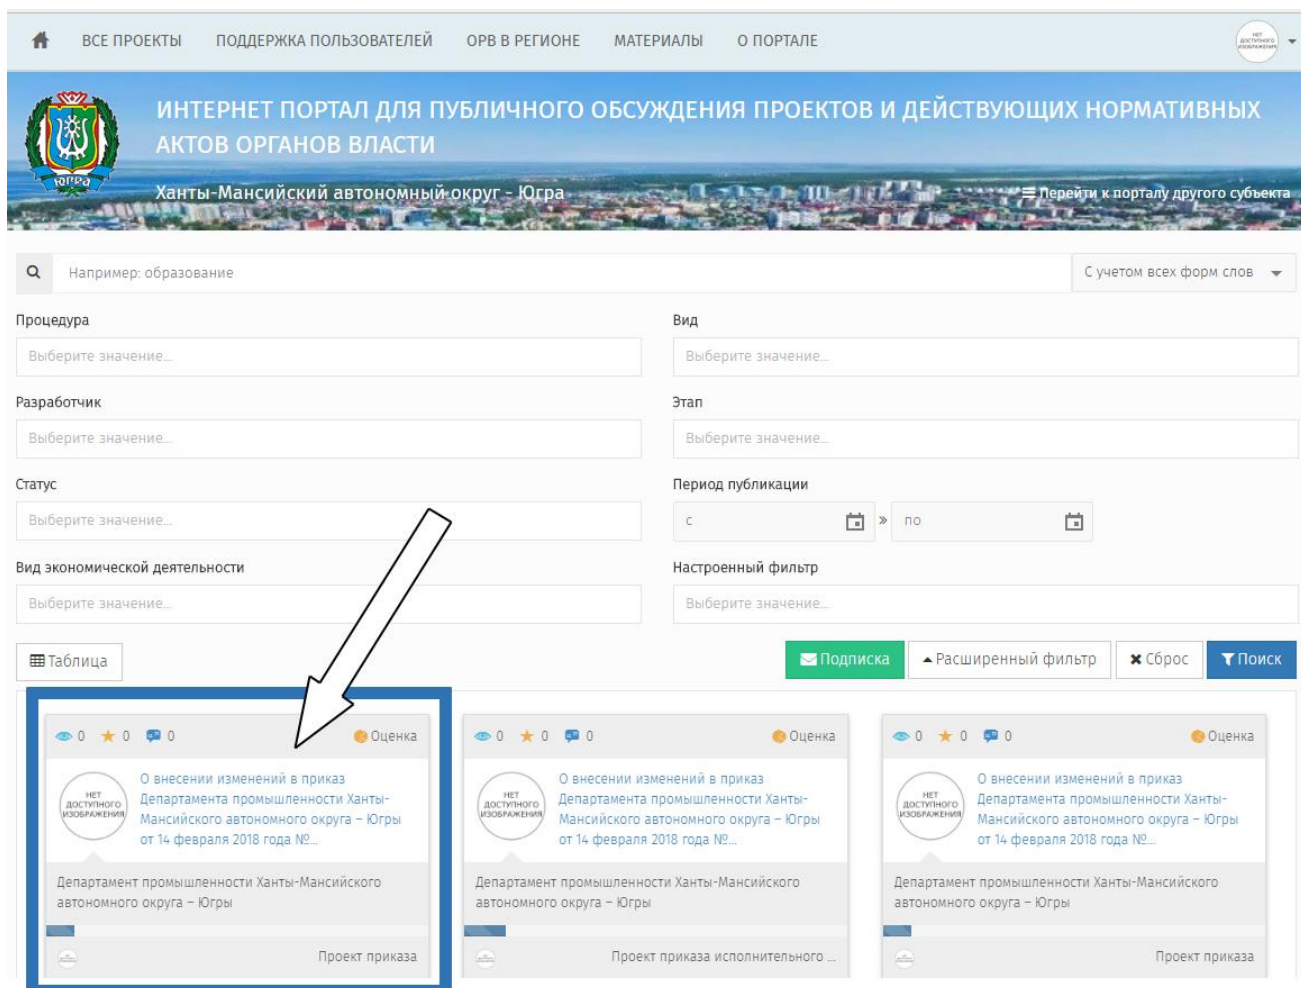 ВСЕ ПРОЕКТЫ ПОДДЕРЖКА ПОЛЬЗОВАТЕЛЕЙ ОРВ В РЕГИОНЕ МАТЕРИАЛЫ О ПОРТАЛЕ
НЕТ
ДОСТУПНОГО
ИЗОБРАЖЕНИЯ
ИНТЕРНЕТ ПОРТАЛ ДЛЯ ПУБЛИЧНОГО ОБСУЖДЕНИЯ ПРОЕКТОВ И ДЕЙСТВУЮЩИХ НОРМАТИВНЫХ
АКТОВ ОРГАНОВ ВЛАСТИ
ЮГРА
Ханты-Мансийский автономный округ - Югра
Перейти к порталу другого субъекта
Например: образование
С учетом всех форм слов
Процедура Вид
Выберите значение... Выберите значение...
Разработчик Этап
Выберите значение... Выберите значение...
Статус Период публикации
Выберите значение... с » по
Вид экономической деятельности Настроенный фильтр
Выберите значение... Выберите значение...
Таблица Подписка Расширенный фильтр Сброс Поиск
0 0 0 Оценка
НЕТ
ДОСТУПНОГО
ИЗОБРАЖЕНИЯ
О внесении изменений в приказ
Департамента промышленности Ханты-
Мансийского автономного округа – Югры
от 14 февраля 2018 года №...
Департамент промышленности Ханты-Мансийского
автономного округа – Югры
Проект приказа
0 0 0 Оценка
НЕТ
ДОСТУПНОГО
ИЗОБРАЖЕНИЯ
О внесении изменений в приказ
Департамента промышленности Ханты-
Мансийского автономного округа – Югры
от 14 февраля 2018 года №...
Департамент промышленности Ханты-Мансийского
автономного округа – Югры
Проект приказа исполнительного ...
0 0 0 Оценка
НЕТ
ДОСТУПНОГО
ИЗОБРАЖЕНИЯ
О внесении изменений в приказ
Департамента промышленности Ханты-
Мансийского автономного округа – Югры
от 14 февраля 2018 года №...
Департамент промышленности Ханты-Мансийского
автономного округа – Югры
Проект приказа